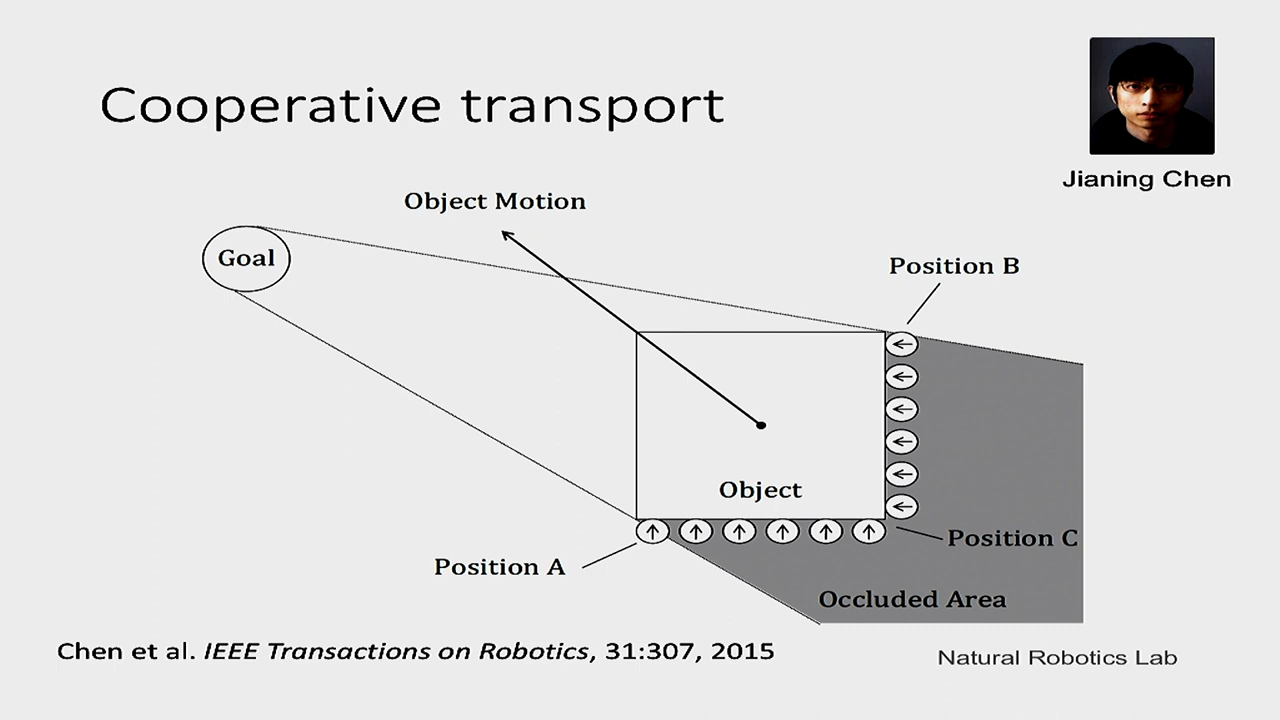 Cooperative transport
Jianing Chen
Object Motion
Goal
Position B
Object
Position C
Position A
Occluded Area
Chen et al. IEEE Transactions on Robotics, 31:307, 2015
Natural Robotics Lab